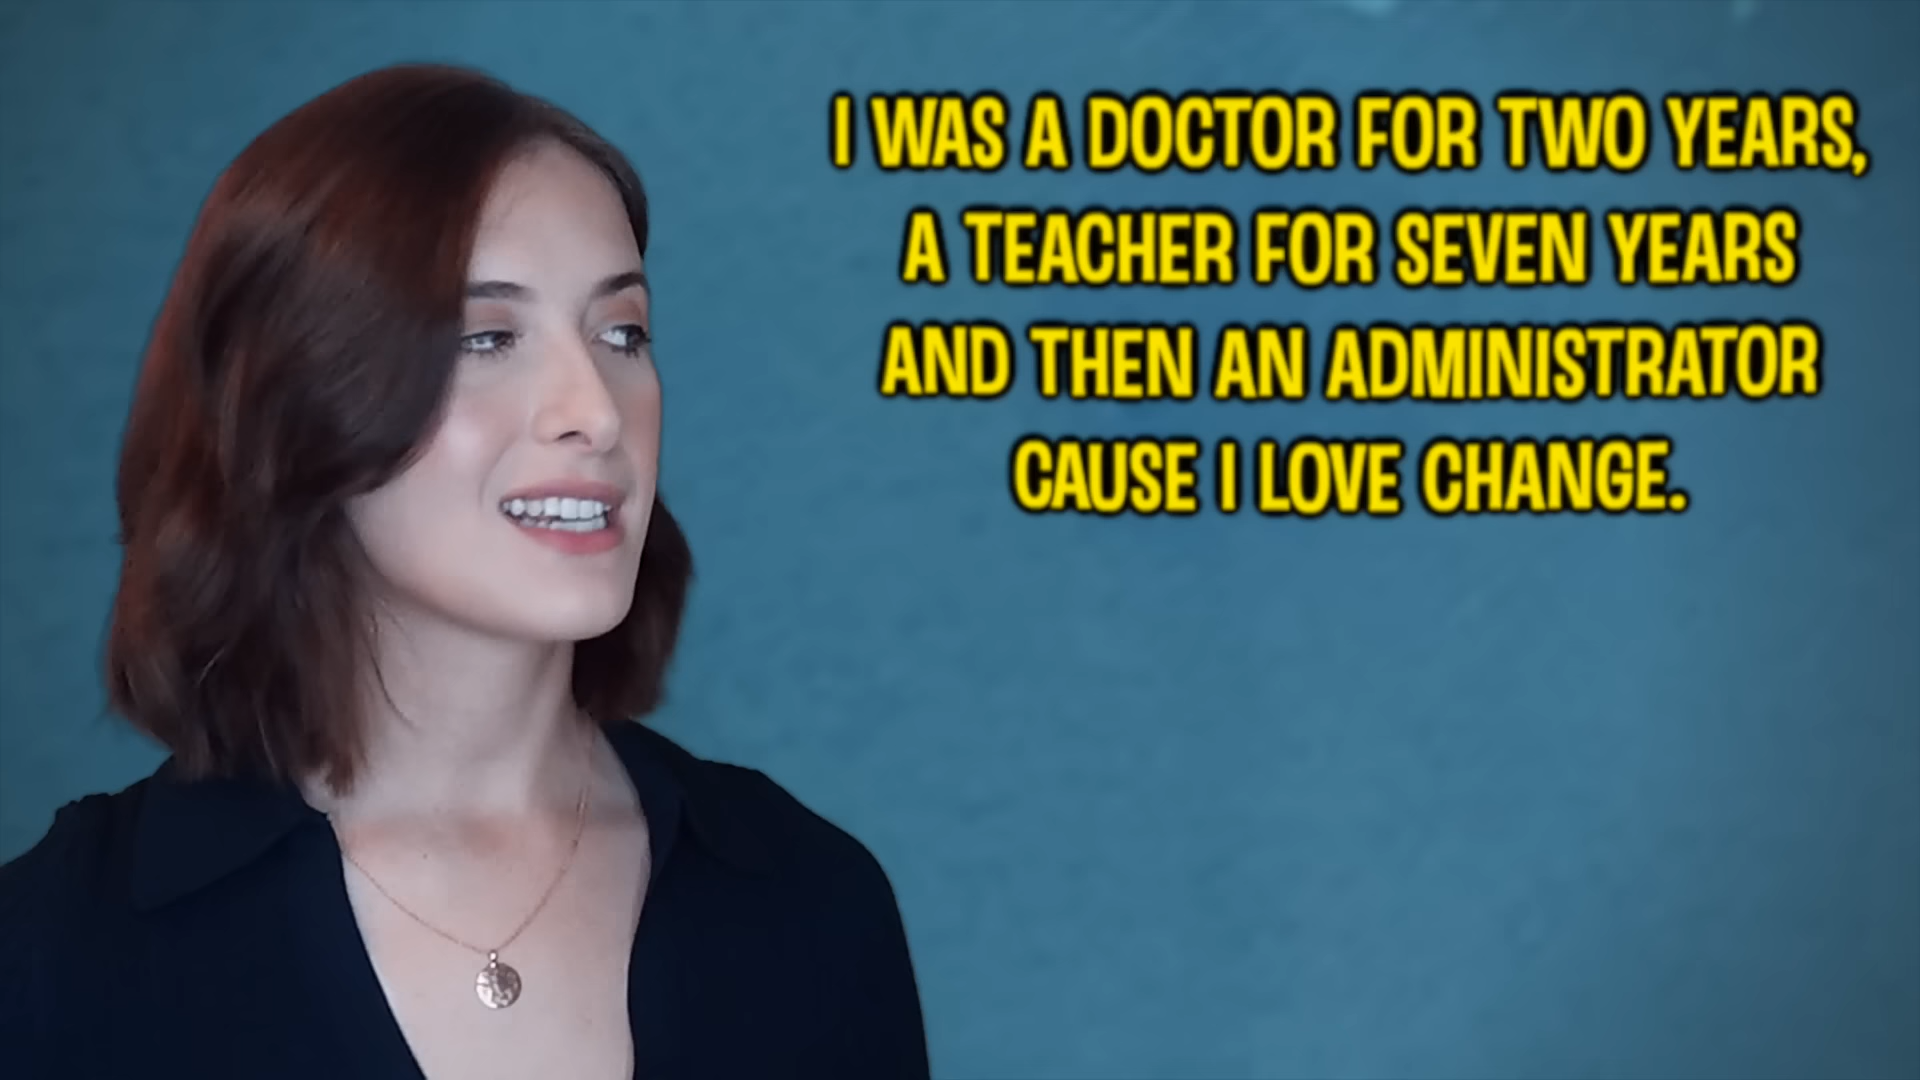 I WAS A DOCTOR FOR TWO YEARS,
A TEACHER FOR SEVEN YEARS
AND THEN AN ADMINISTRATOR
CAUSE I LOVE CHANGE.